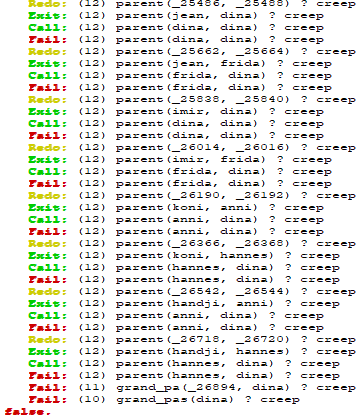 Redo: (12) parent(_25486, _25488) ? creep
Exit: (12) parent(jean, dina) ? creep
Call: (12) parent(dina, dina) ? creep
Fail: (12) parent(dina, dina) ? creep
Redo: (12) parent(_25662, _25664) ? creep
Exit: (12) parent(jean, frida) ? creep
Call: (12) parent(frida, dina) ? creep
Fail: (12) parent(frida, dina) ? creep
Redo: (12) parent(_25838, _25840) ? creep
Exit: (12) parent(imir, dina) ? creep
Call: (12) parent(dina, dina) ? creep
Fail: (12) parent(dina, dina) ? creep
Redo: (12) parent(_26014, _26016) ? creep
Exit: (12) parent(imir, frida) ? creep
Call: (12) parent(frida, dina) ? creep
Fail: (12) parent(frida, dina) ? creep
Redo: (12) parent(_26190, _26192) ? creep
Exit: (12) parent(koni, anni) ? creep
Call: (12) parent(anni, dina) ? creep
Fail: (12) parent(anni, dina) ? creep
Redo: (12) parent(_26366, _26368) ? creep
Exit: (12) parent(koni, hannes) ? creep
Call: (12) parent(hannes, dina) ? creep
Fail: (12) parent(hannes, dina) ? creep
Redo: (12) parent(_26542, _26544) ? creep
Exit: (12) parent(handji, anni) ? creep
Call: (12) parent(anni, dina) ? creep
Fail: (12) parent(anni, dina) ? creep
Redo: (12) parent(_26718, _26720) ? creep
Exit: (12) parent(handji, hannes) ? creep
Call: (12) parent(hannes, dina) ? creep
Fail: (12) parent(hannes, dina) ? creep
Fail: (11) grand_pa(_26894, dina) ? creep
Fail: (10) grand_pas(dina) ? creep
false.